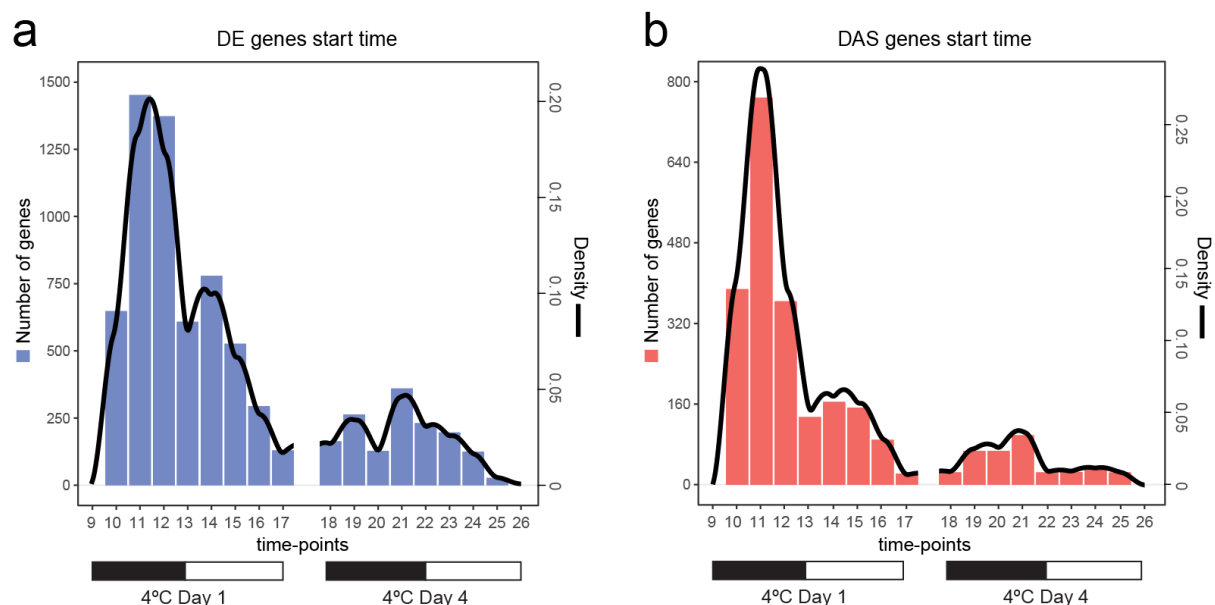 a
DE genes start time
1500
1250
1000
750
500
250
0
Number of genes
0.20
0.15
0.10
0.05
0
Density
9 10 11 12 13 14 15 16 17 18 19 20 21 22 23 24 25 26
time-points
4ºC Day 1 4ºC Day 4
b
DAS genes start time
800
640
480
320
160
0
Number of genes
0.25
0.20
0.15
0.10
0.05
0
Density
9 10 11 12 13 14 15 16 17 18 19 20 21 22 23 24 25 26
time-points
4ºC Day 1 4ºC Day 4